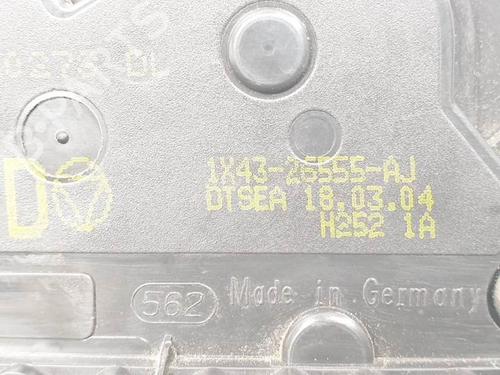 1X43-26555-AJ
D
DTSEA 18.03.04
H252 1A
562 Made in Germany